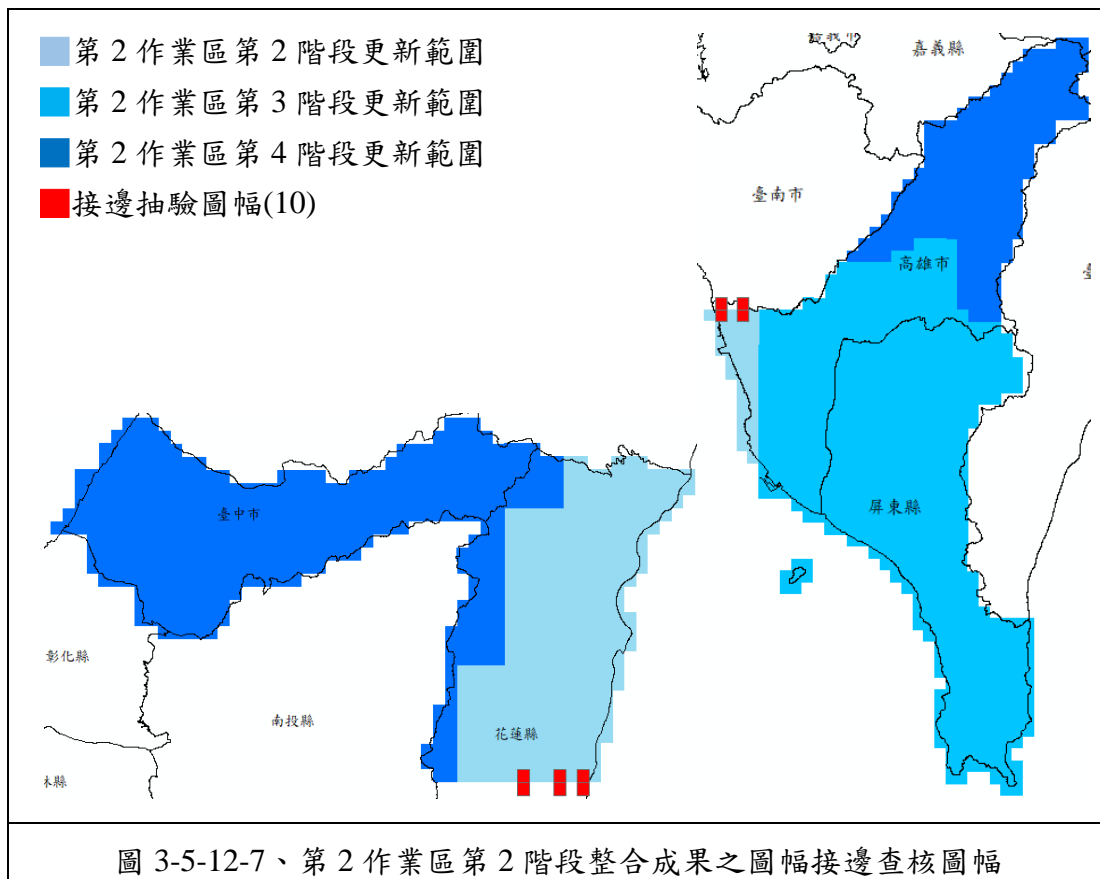 第 2 作業區第 2 階段更新範圍
第 2 作業區第 3 階段更新範圍
第 2 作業區第 4 階段更新範圍
接邊抽驗圖幅(10)
嘉義市
嘉義縣
臺南市
高雄市
臺
屏東縣
臺中市
彰化縣
南投縣
花蓮縣
圖 3-5-12-7、第 2 作業區第 2 階段整合成果之圖幅接邊查核圖幅